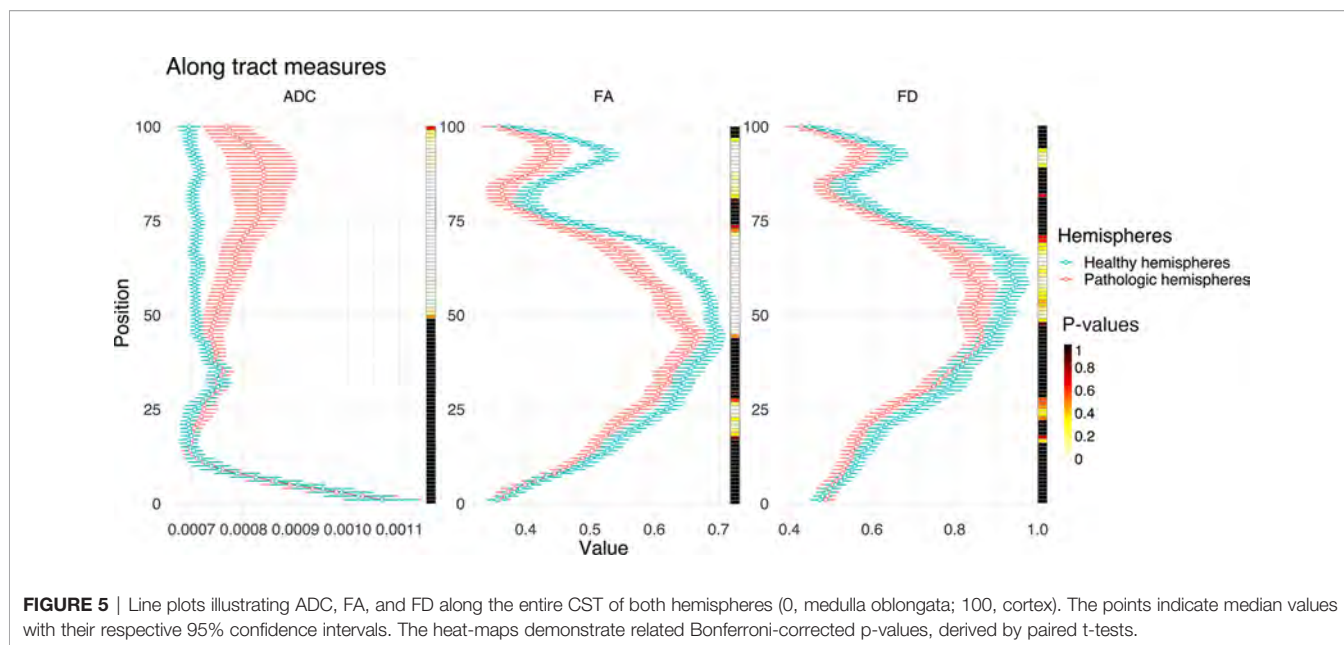 Along tract measures
ADC FA FD
100 100 100
75 75 75
50 50 50
25 25 25
0 0 0
Position
0.0007 0.0008 0.0009 0.0010 0.0011 0.4 0.5 0.6 0.7 0.4 0.6 0.8 1.0
Value
Hemispheres
Healthy hemispheres
Pathologic hemispheres
P-values
1
0.8
0.6
0.4
0.2
0
FIGURE 5 | Line plots illustrating ADC, FA, and FD along the entire CST of both hemispheres (0, medulla oblongata; 100, cortex). The points indicate median values
with their respective 95% confidence intervals. The heat-maps demonstrate related Bonferroni-corrected p-values, derived by paired t-tests.